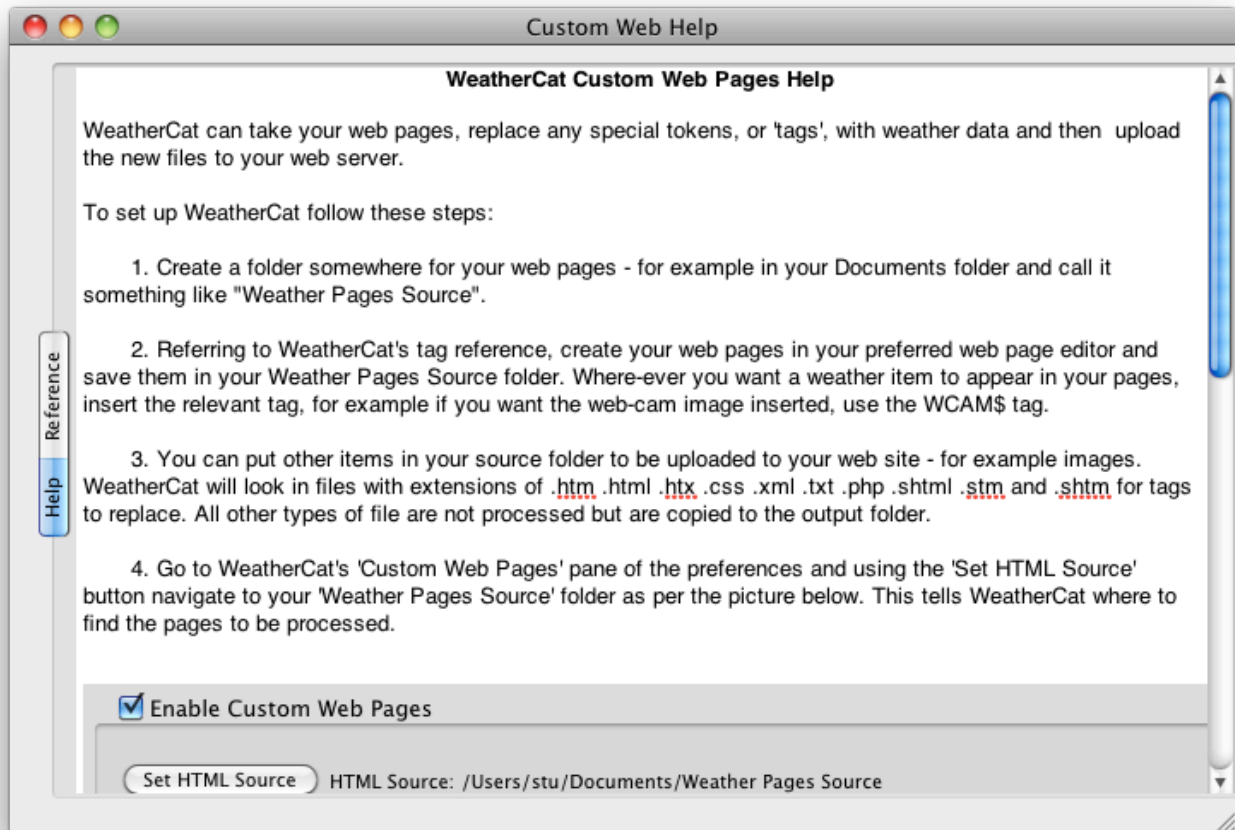 Custom Web Help
WeatherCat Custom Web Pages Help
WeatherCat can take your web pages, replace any special tokens, or 'tags', with weather data and then  upload
the new files to your web server.
To set up WeatherCat follow these steps:
1. Create a folder somewhere for your web pages - for example in your Documents folder and call it
something like "Weather Pages Source".
2. Referring to WeatherCat's tag reference, create your web pages in your preferred web page editor and
save them in your Weather Pages Source folder. Where-ever you want a weather item to appear in your pages,
insert the relevant tag, for example if you want the web-cam image inserted, use the WCAM$ tag.
3. You can put other items in your source folder to be uploaded to your web site - for example images.
WeatherCat will look in files with extensions of .htm .html .htx .css .xml .txt .php .shtml .stm and .shtm for tags
to replace. All other types of file are not processed but are copied to the output folder.
4. Go to WeatherCat's 'Custom Web Pages' pane of the preferences and using the 'Set HTML Source'
button navigate to your 'Weather Pages Source' folder as per the picture below. This tells WeatherCat where to
find the pages to be processed.
Reference
Help
Enable Custom Web Pages
Set HTML Source HTML Source: /Users/stu/Documents/Weather Pages Source